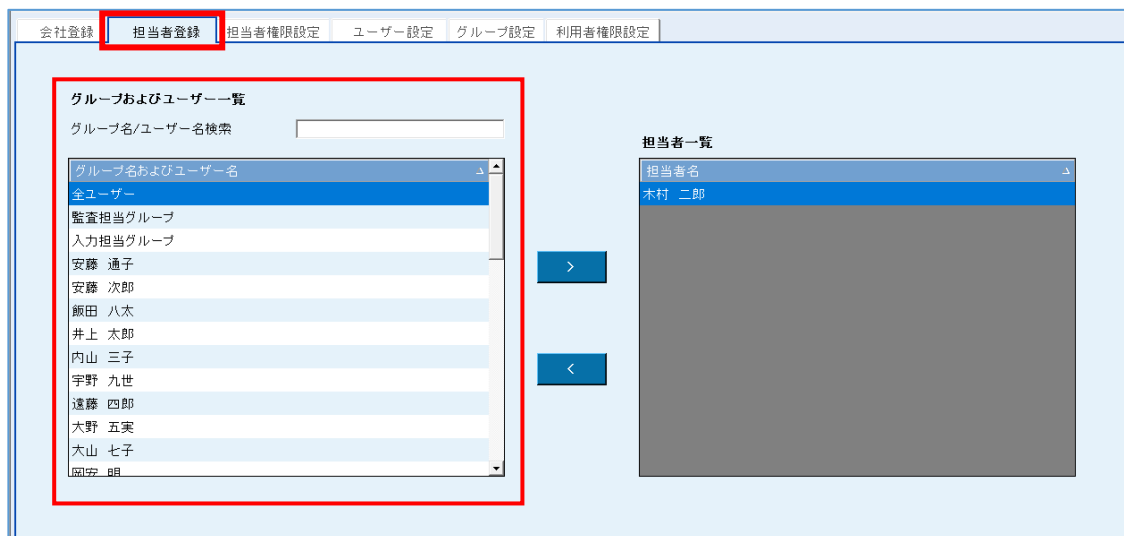 会社登録 担当者登録 担当者権限設定 ユーザー設定 グループ設定 利用者権限設定
グループおよびユーザー一覧
グループ名/ユーザー名検索
グループ名およびユーザー名
全ユーザー
監査担当グループ
入力担当グループ
安藤 通子
安藤 次郎
飯田 八太
井上 太郎
内山 三子
宇野 九世
遠藤 四郎
大野 五実
大山 七子
岡安 明
>
<
担当者一覧
担当者名
木村 二郎